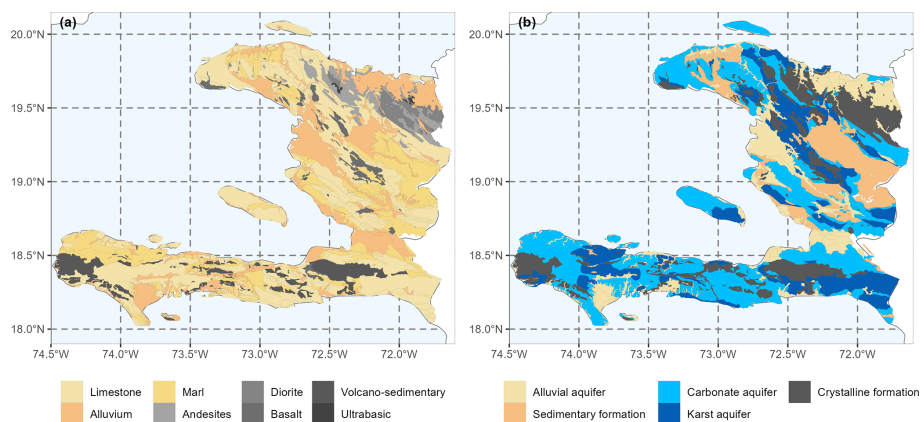 (a)
(b)
20.0°N
20.0°N
19.5°N
19.5°N
19.0°N
19.0°N
18.5°N
18.5°N
18.0°N
18.0°N
74.5°W 74.0°W 73.5°W 73.0°W 72.5°W 72.0°W
74.5°W 74.0°W 73.5°W 73.0°W 72.5°W 72.0°W
Limestone Marl Diorite Volcano-sedimentary
Alluvium Andesites Basalt Ultrabasic
Alluvial aquifer Carbonate aquifer Crystalline formation
Sedimentary formation Karst aquifer